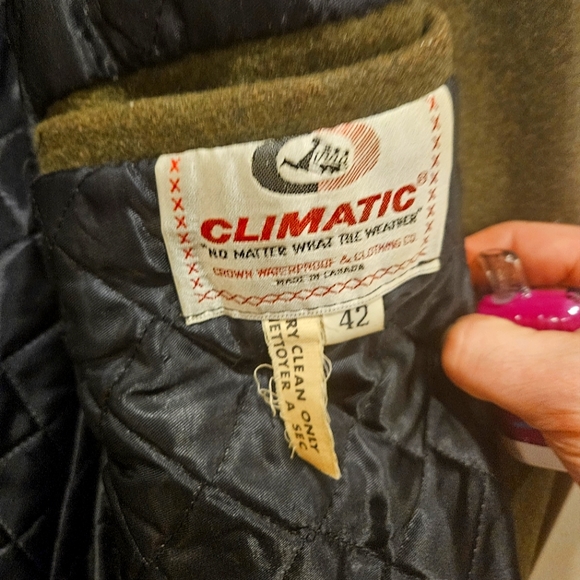 CLIMATIC®
"NO MATTER WHAT THE WEATHER"
CROWN WATERPROOF & CLOTHING CO.
MADE IN CANADA
42
DRY CLEAN ONLY
NETTOYER A SEC